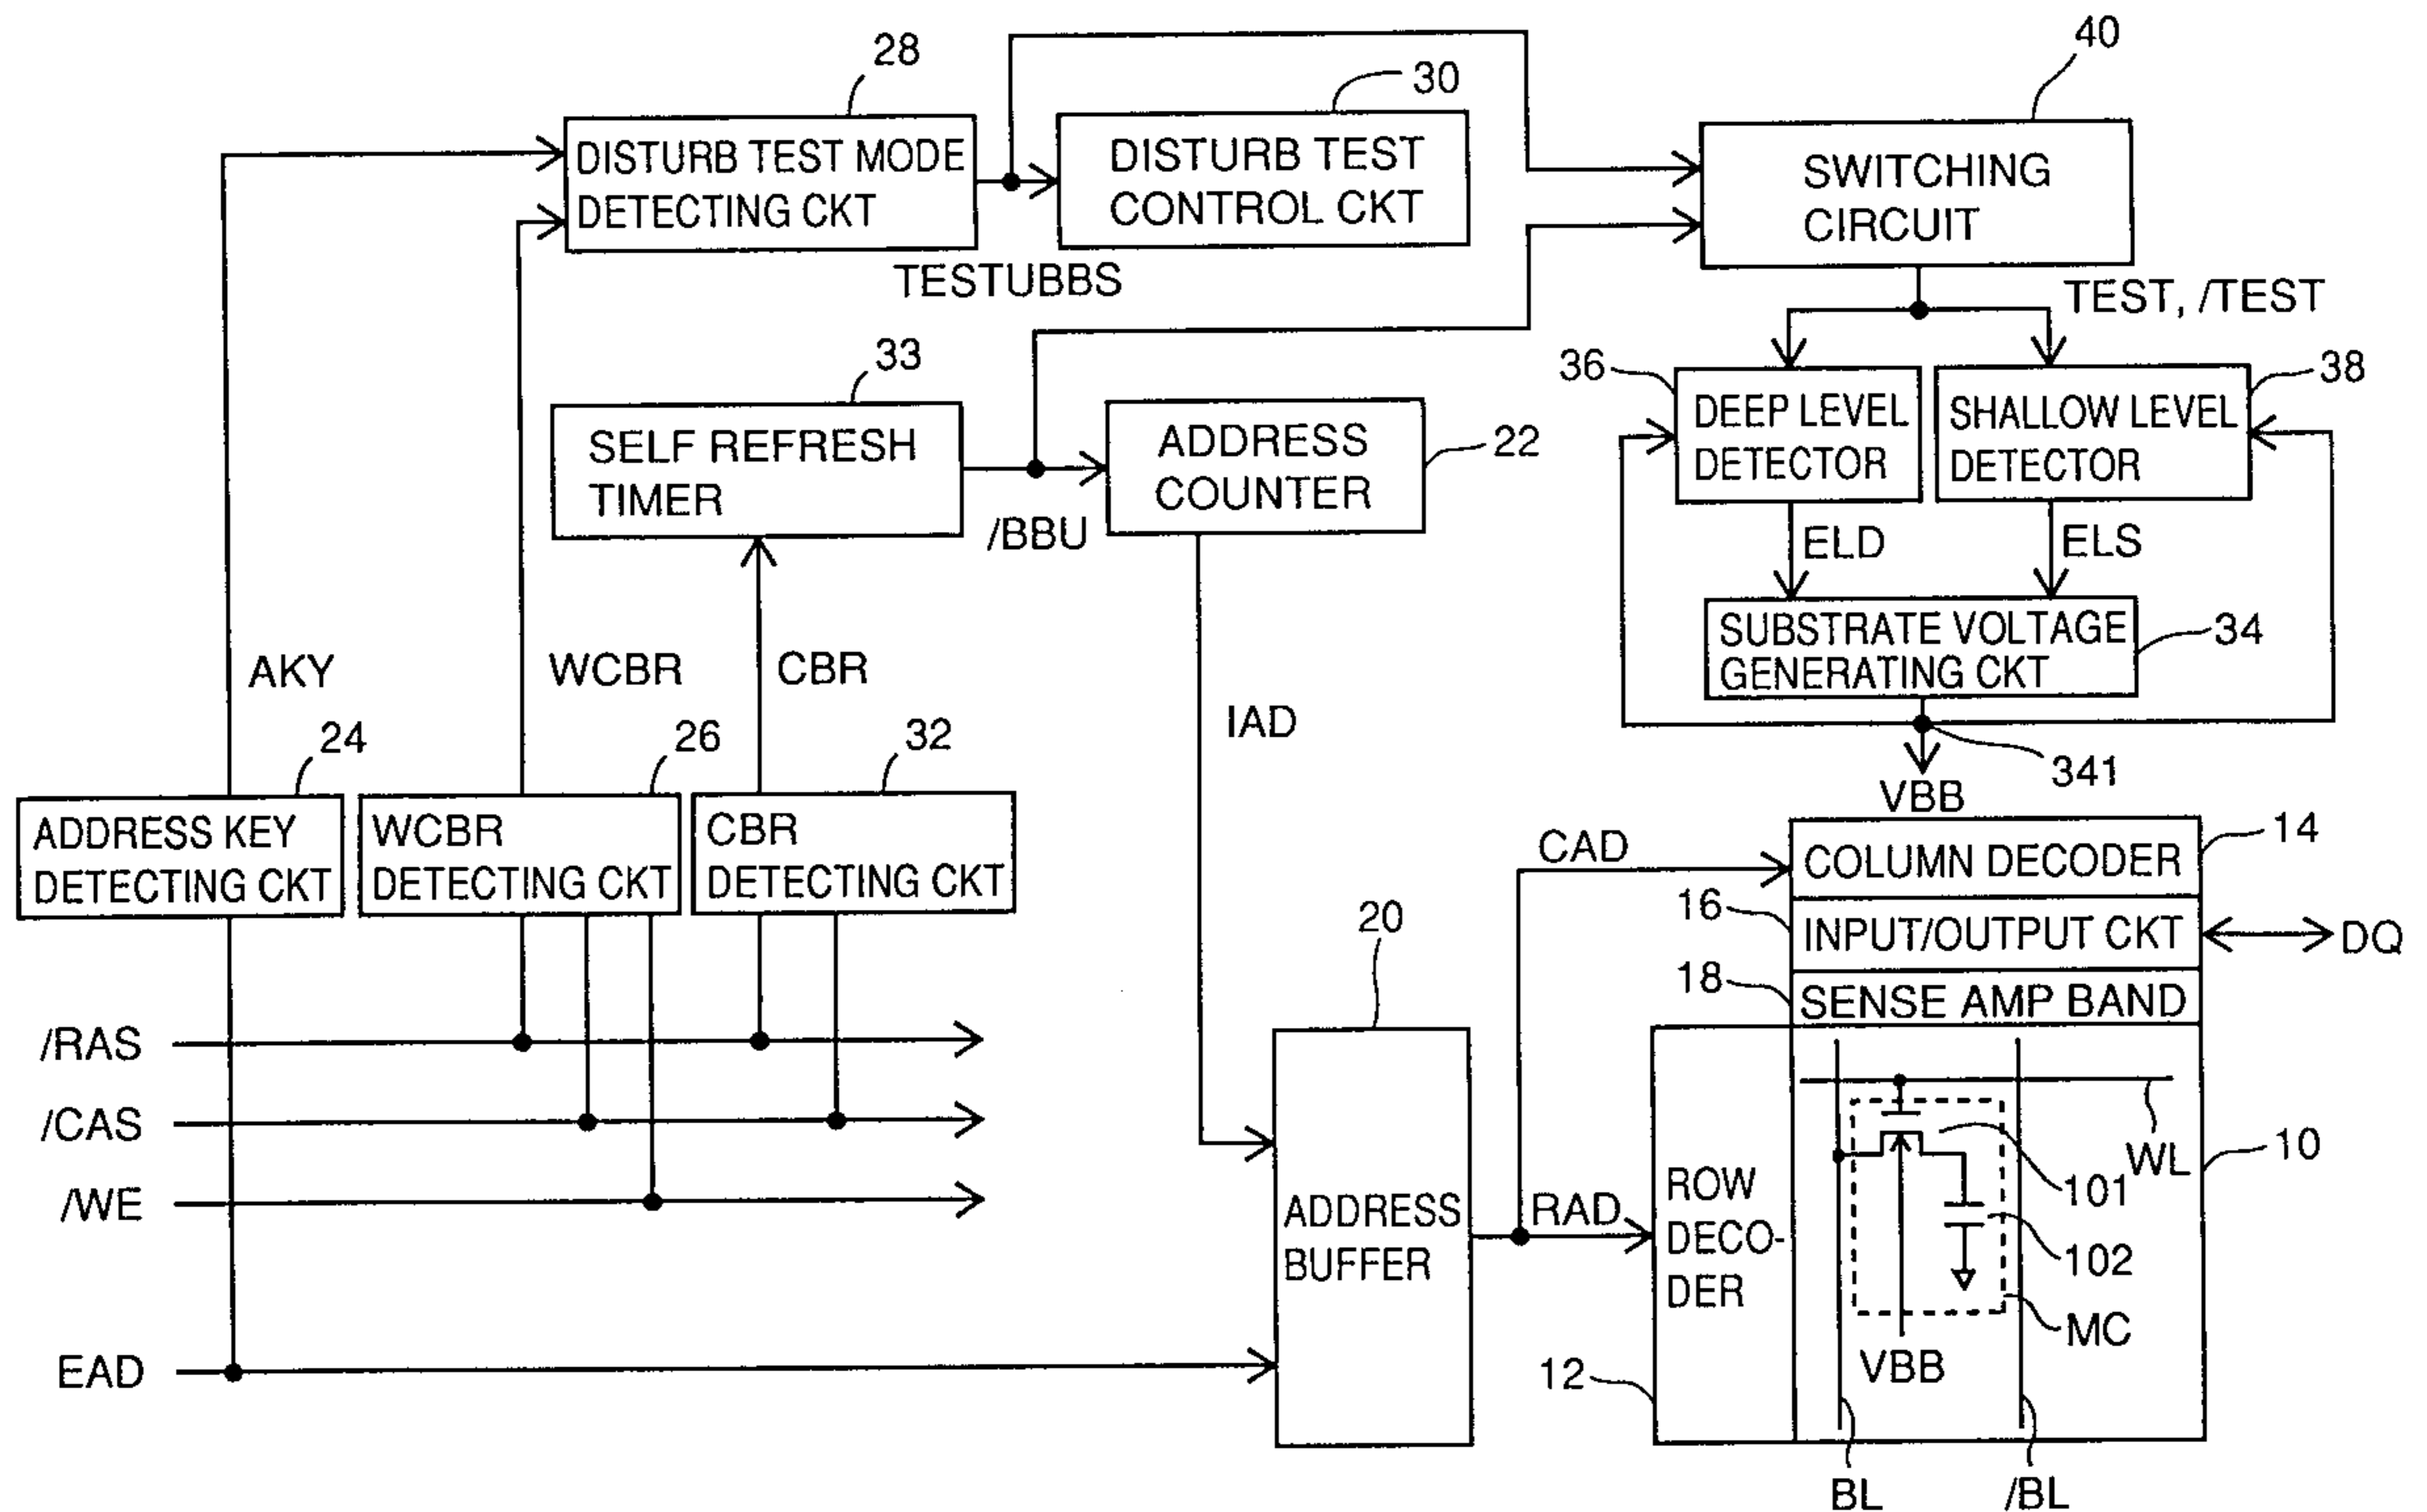 28
30
40
DISTURB TEST MODE
DETECTING CKT
DISTURB TEST
CONTROL CKT
SWITCHING
CIRCUIT
TESTUBBS
TEST, /TEST
33
36
38
SELF REFRESH
TIMER
ADDRESS
COUNTER
22
DEEP LEVEL
DETECTOR
SHALLOW LEVEL
DETECTOR
/BBU
ELD
ELS
SUBSTRATE VOLTAGE
GENERATING CKT
34
AKY
WCBR
CBR
IAD
24
26
32
341
VBB
ADDRESS KEY
DETECTING CKT
WCBR
DETECTING CKT
CBR
DETECTING CKT
CAD
COLUMN DECODER
14
16
INPUT/OUTPUT CKT
DQ
20
18
SENSE AMP BAND
/RAS
/CAS
/WE
EAD
ADDRESS
BUFFER
RAD
ROW
DECO-
DER
WL
10
101
102
MC
VBB
12
BL
/BL